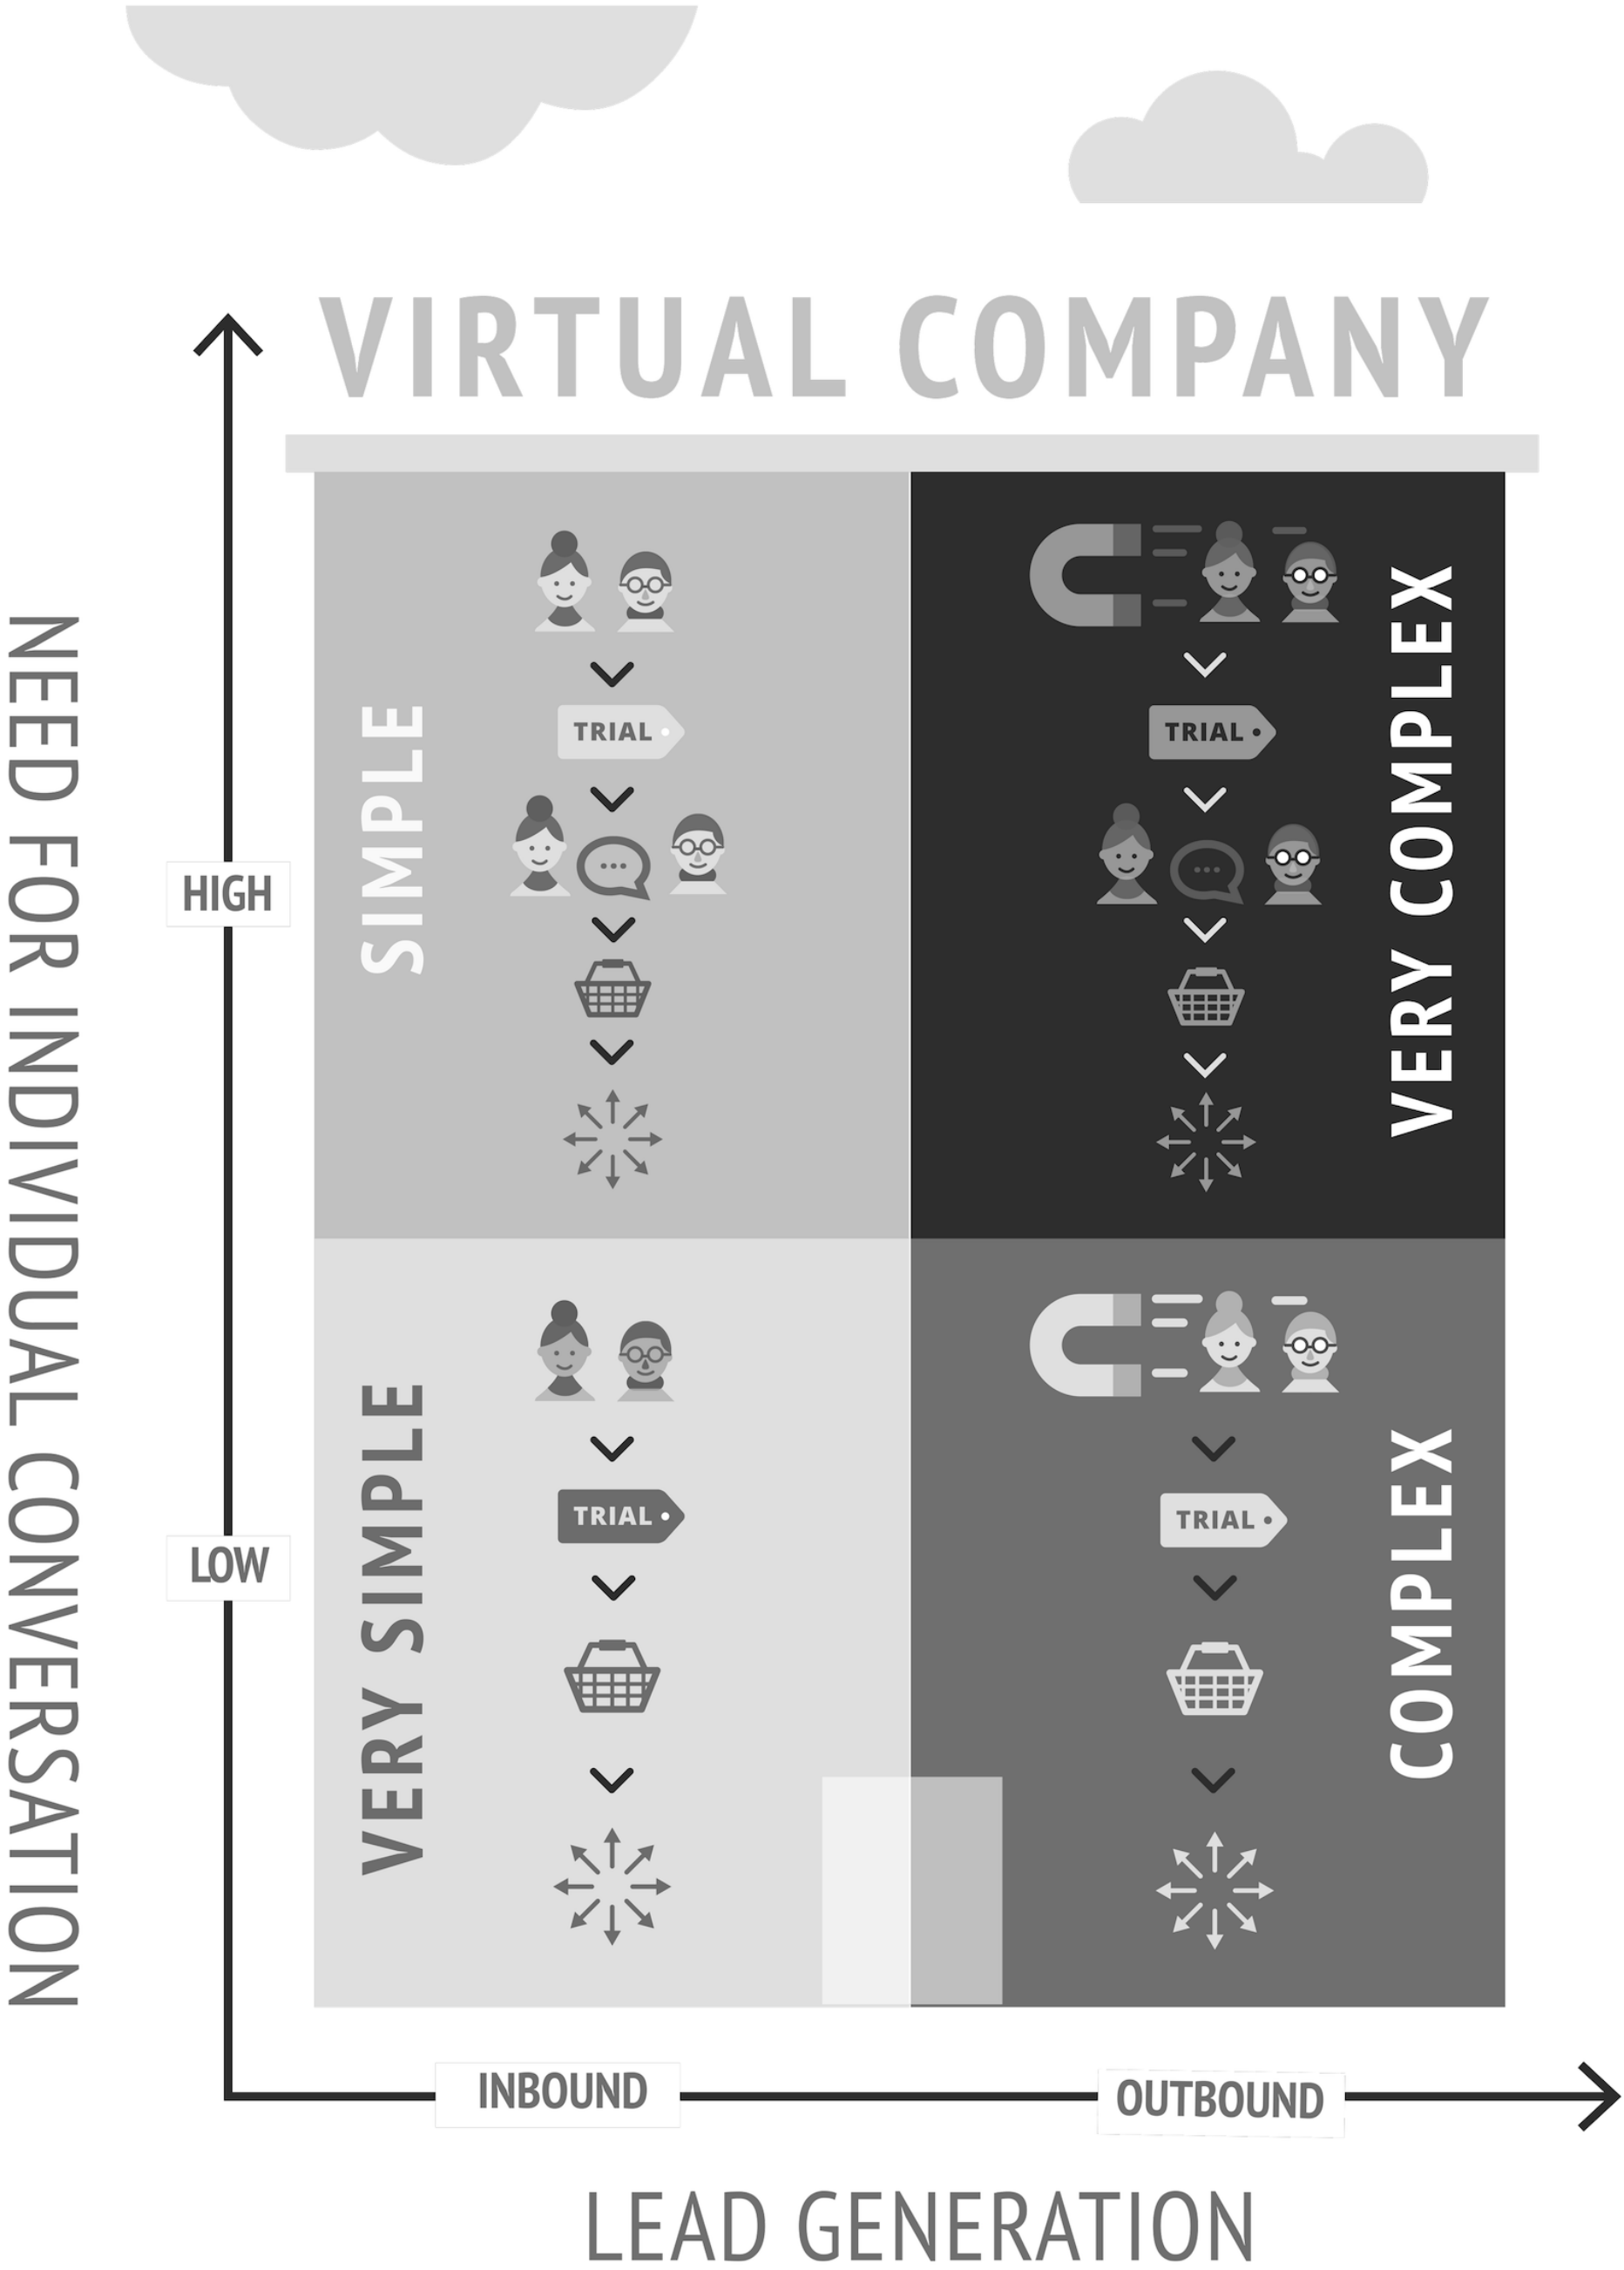 VIRTUAL COMPANY
NEED FOR INDIVIDUAL CONVERSATION
HIGH
LOW
SIMPLE
TRIAL
VERY COMPLEX
TRIAL
VERY SIMPLE
TRIAL
COMPLEX
TRIAL
INBOUND
OUTBOUND
LEAD GENERATION